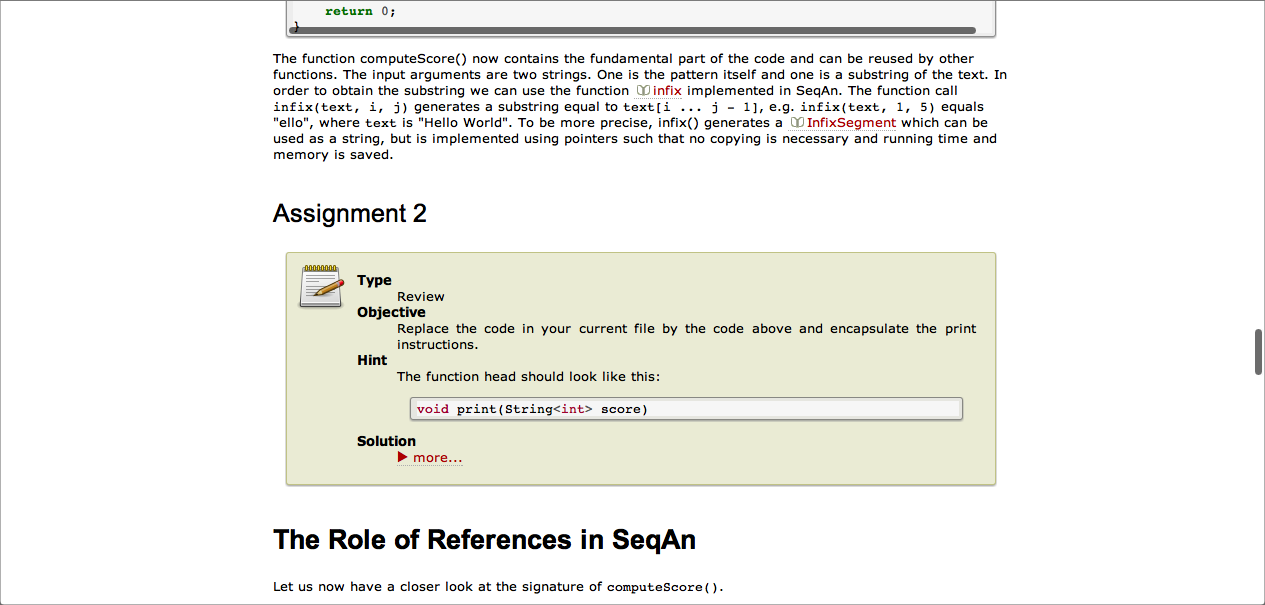 return 0;
}
The function computeScore() now contains the fundamental part of the code and can be reused by other
functions. The input arguments are two strings. One is the pattern itself and one is a substring of the text. In
order to obtain the substring we can use the function infix implemented in SeqAn. The function call
infix(text, i, j) generates a substring equal to text[i ... j - 1], e.g. infix(text, 1, 5) equals
"ello", where text is "Hello World". To be more precise, infix() generates a InfixSegment which can be
used as a string, but is implemented using pointers such that no copying is necessary and running time and
memory is saved.
Assignment 2
Type
Review
Objective
Replace the code in your current file by the code above and encapsulate the print
instructions.
Hint
The function head should look like this:
void print(String<int> score)
Solution
more...
The Role of References in SeqAn
Let us now have a closer look at the signature of computeScore().